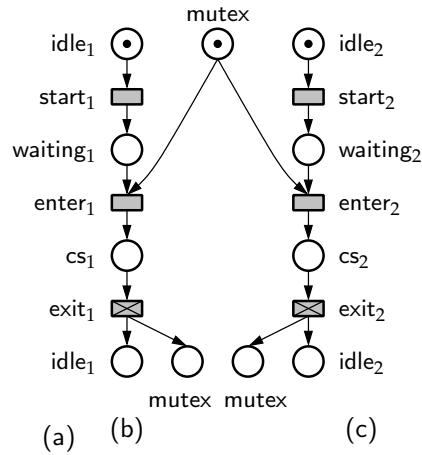 mutex
idle₁ idle₂
start₁ start₂
waiting₁ waiting₂
enter₁ enter₂
cs₁ cs₂
exit₁ exit₂
idle₁ idle₂
mutex mutex
(a) (b) (c)